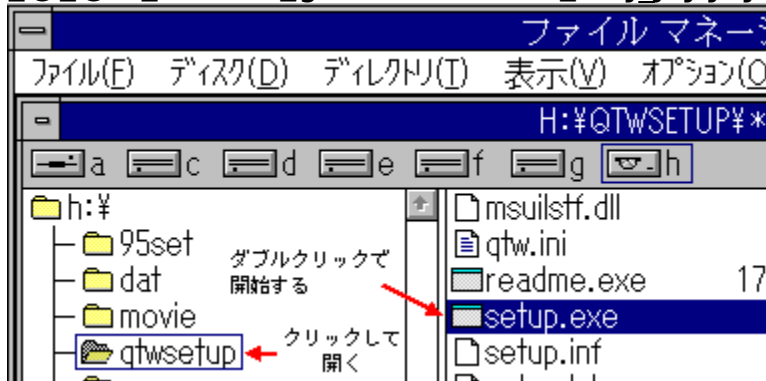 ファイル マネージ
ﾌｧｲﾙ(F) ﾃﾞｨｽｸ(D) ﾃﾞｨﾚｸﾄﾘ(T) 表示(V) ｵﾌﾟｼｮﾝ(O
H:¥QTWSETUP¥*
a c d e f g h
h:¥
95set
dat
movie
qtwsetup
ダブルクリックで
開始する
クリックして
開く
msuilstf.dll
qtw.ini
readme.exe 17
setup.exe
setup.inf